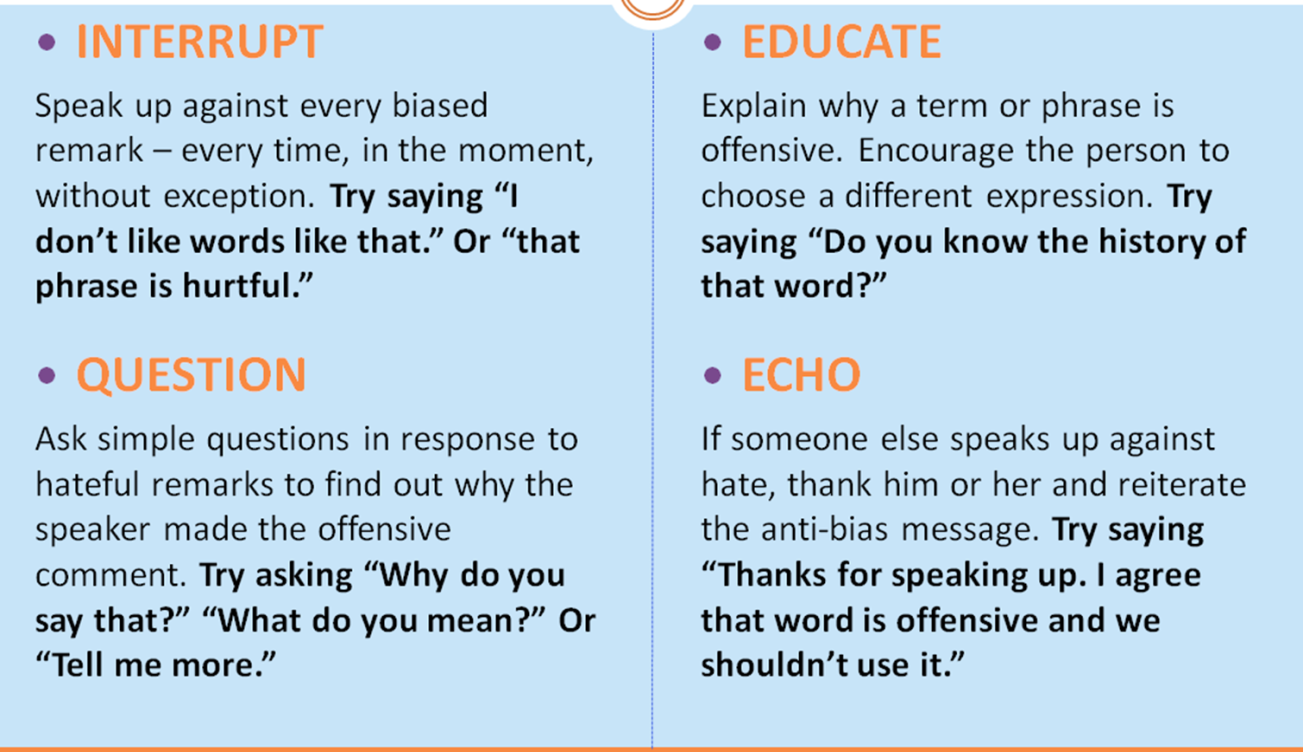 • INTERRUPT
Speak up against every biased
remark – every time, in the moment,
without exception. Try saying “I
don’t like words like that.” Or “that
phrase is hurtful.”
• QUESTION
Ask simple questions in response to
hateful remarks to find out why the
speaker made the offensive
comment. Try asking “Why do you
say that?” “What do you mean?” Or
“Tell me more.”
• EDUCATE
Explain why a term or phrase is
offensive. Encourage the person to
choose a different expression. Try
saying “Do you know the history of
that word?”
• ECHO
If someone else speaks up against
hate, thank him or her and reiterate
the anti-bias message. Try saying
“Thanks for speaking up. I agree
that word is offensive and we
shouldn’t use it.”